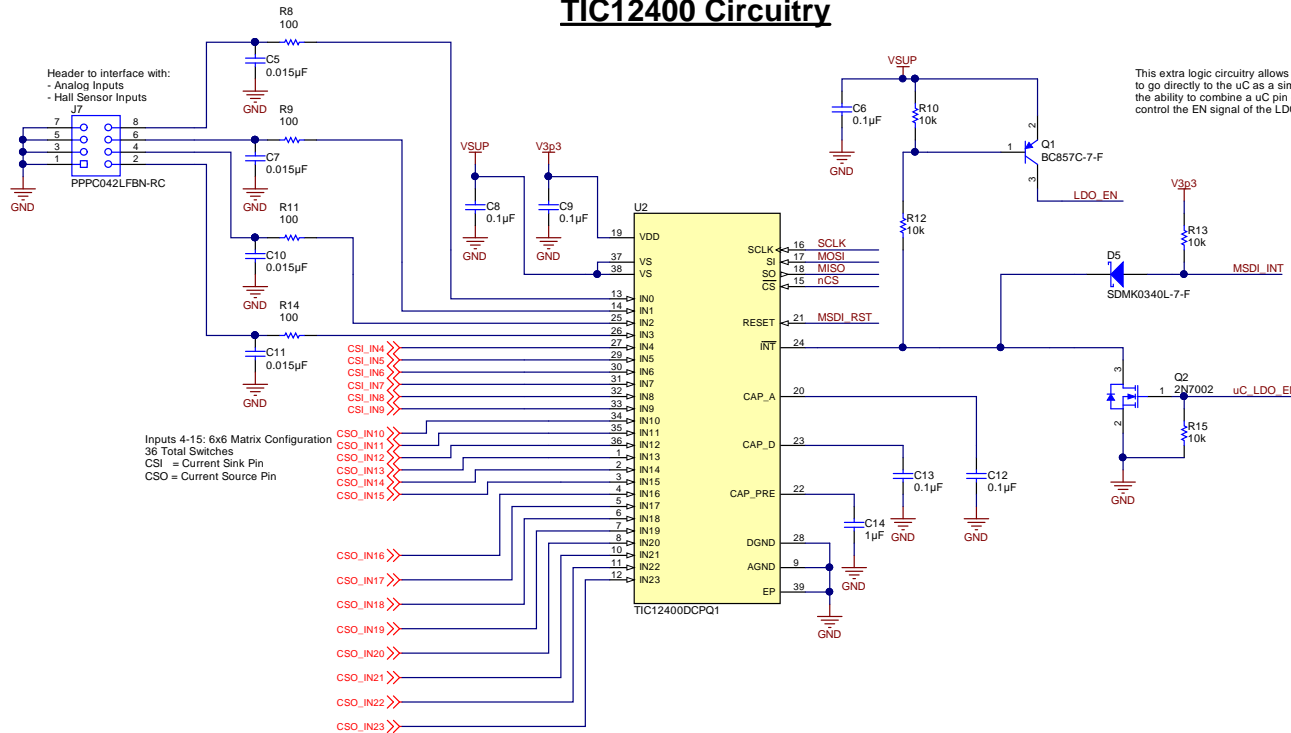 TIC12400 Circuitry
R8
100
C5
0.015µF
GND
Header to interface with:
- Analog Inputs
- Hall Sensor Inputs
J7
7
8
5
6
3
4
1
2
PPPC042LFBN-RC
GND
R9
100
C7
0.015µF
GND
R11
100
C10
0.015µF
GND
R14
100
C11
0.015µF
GND
VSUP
C8
0.1µF
GND
V3p3
C9
0.1µF
GND
VSUP
C6
0.1µF
GND
R10
10k
2
1
3
Q1
BC857C-7-F
LDO_EN
R12
10k
This extra logic circuitry allows
to go directly to the uC as a sin
the ability to combine a uC pin
control the EN signal of the LDO
V3p3
R13
10k
D5
SDMK0340L-7-F
MSDI_INT
Q2
2N7002
3
1
2
uC_LDO_EN
R15
10k
GND
U2
19 VDD
37 VS
38 VS
13 IN0
14 IN1
25 IN2
26 IN3
CSI_IN4 27 IN4
CSI_IN5 29 IN5
CSI_IN6 30 IN6
CSI_IN7 31 IN7
CSI_IN8 32 IN8
CSI_IN9 33 IN9
CSO_IN10 34 IN10
CSO_IN11 35 IN11
CSO_IN12 36 IN12
CSO_IN13 1 IN13
CSO_IN14 2 IN14
CSO_IN15 3 IN15
CSO_IN16 4 IN16
CSO_IN17 5 IN17
CSO_IN18 6 IN18
CSO_IN19 7 IN19
CSO_IN20 8 IN20
CSO_IN21 10 IN21
CSO_IN22 11 IN22
CSO_IN23 12 IN23
Inputs 4-15: 6x6 Matrix Configuration
36 Total Switches
CSI = Current Sink Pin
CSO = Current Source Pin
SCLK 16 SCLK
SI 17 MOSI
SO 18 MISO
CS 15 nCS
RESET 21 MSDI_RST
INT 24
CAP_A 20
CAP_D 23
CAP_PRE 22
DGND 28
AGND 9
EP 39
TIC12400DCPQ1
C13
0.1µF
GND
C12
0.1µF
GND
C14
1µF
GND
GND